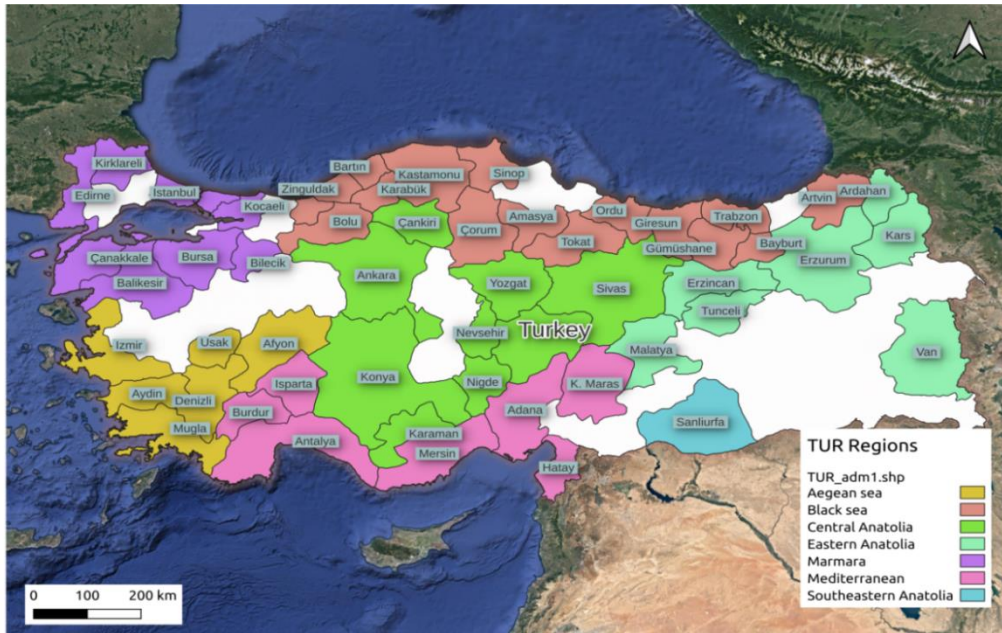 Kirklareli
Edirne
Istanbul
Kocaeli
Çanakkale
Bursa
Bilecik
Balikesir
Bartın
Zinguldak
Kastamonu
Karabük
Sinop
Bolu
Çankiri
Çorum
Amasya
Tokat
Ordu
Giresun
Gümüshane
Trabzon
Bayburt
Artvin
Ardahan
Kars
Erzurum
Erzincan
Tunceli
Malatya
Van
Ankara
Yozgat
Sivas
Nevsehir
Turkey
Nigde
Konya
Karaman
Izmir
Usak
Afyon
Aydin
Denizli
Mugla
Isparta
Burdur
Antalya
Mersin
Adana
K. Maras
Hatay
Sanliurfa
TUR Regions
TUR_adm1.shp
Aegean sea
Black sea
Central Anatolia
Eastern Anatolia
Marmara
Mediterranean
Southeastern Anatolia
0 100 200 km